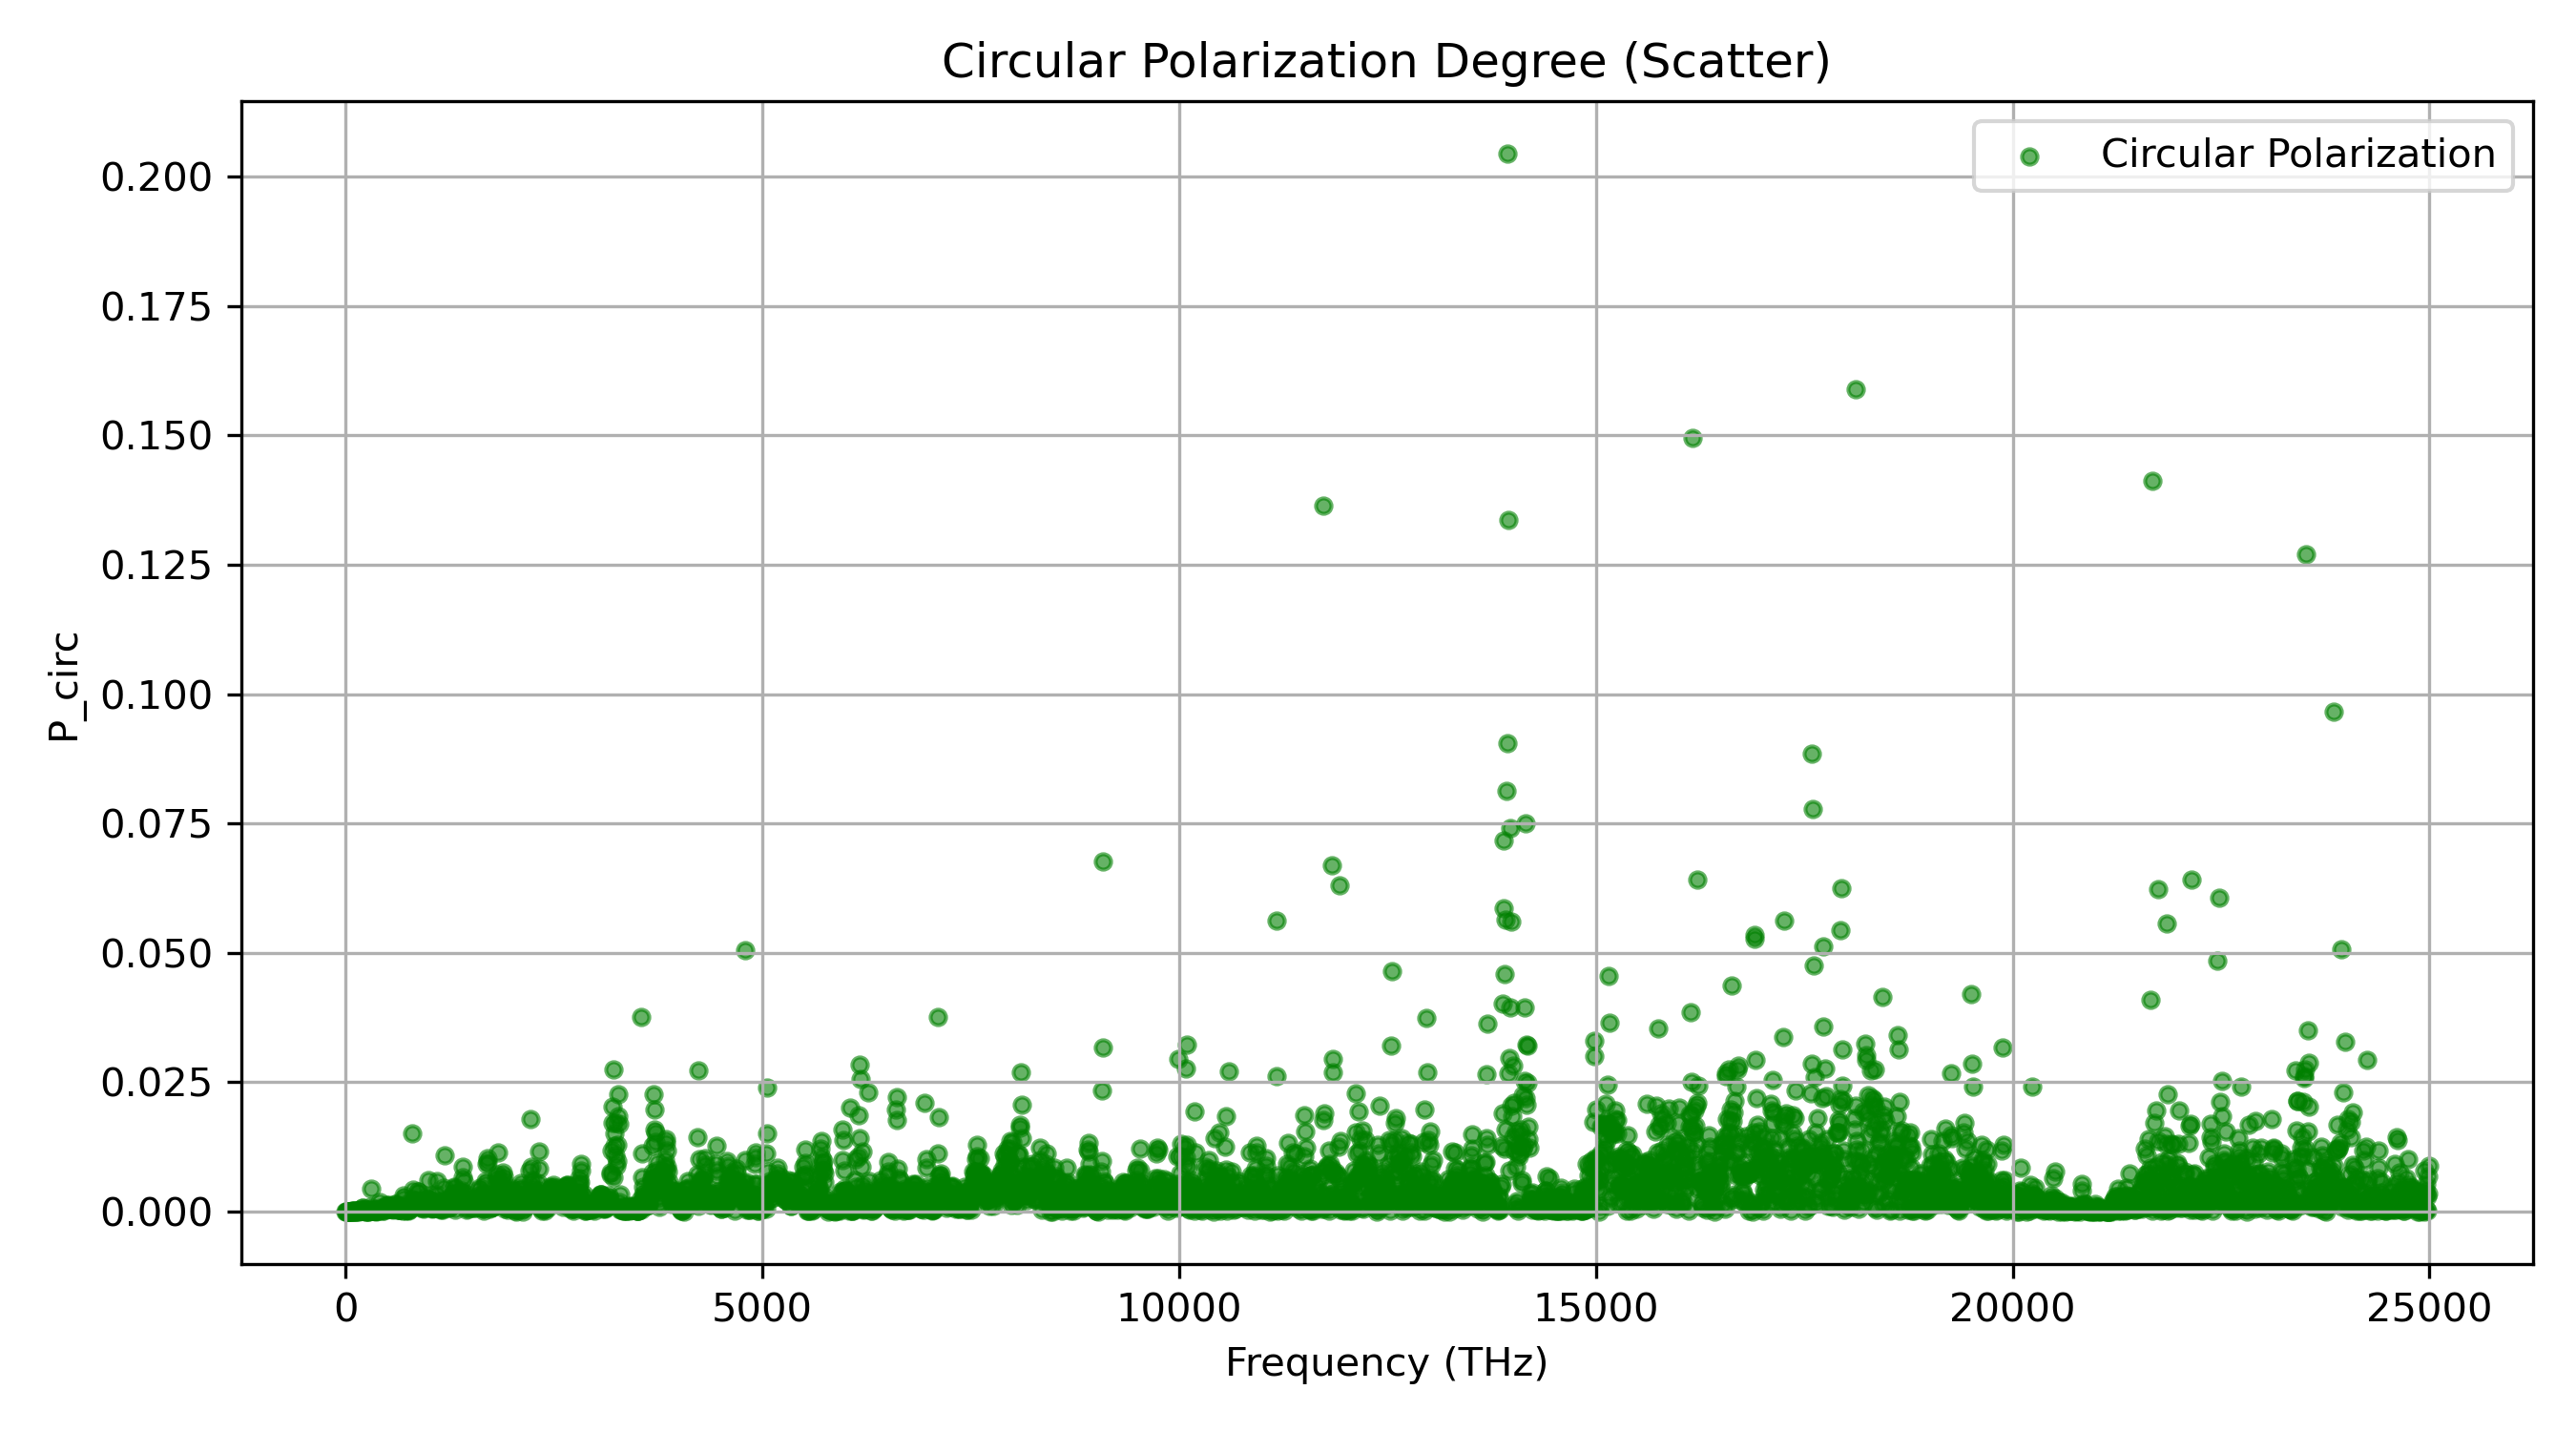 Circular Polarization Degree (Scatter)
Circular Polarization
0.200
0.175
0.150
0.125
0.100
0.075
0.050
0.025
0.000
P_circ
0 5000 10000 15000 20000 25000
Frequency (THz)